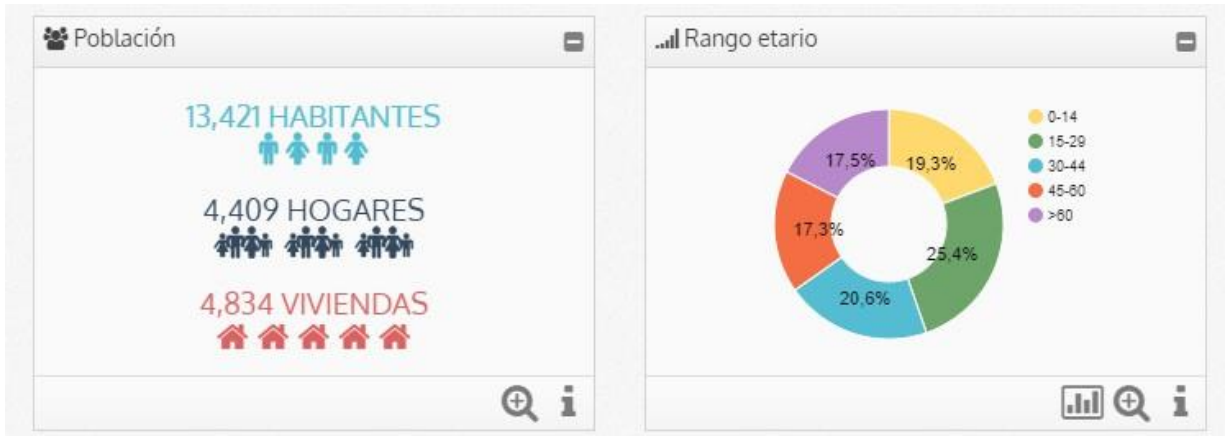 Población
13,421 HABITANTES
4,409 HOGARES
4,834 VIVIENDAS
Rango etario
17,5%
19,3%
17,3%
25,4%
20,6%
0-14
15-29
30-44
45-60
>60